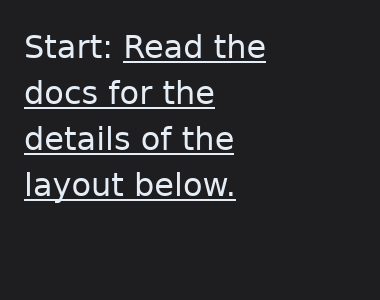 Start: Read the
docs for the
details of the
layout below.